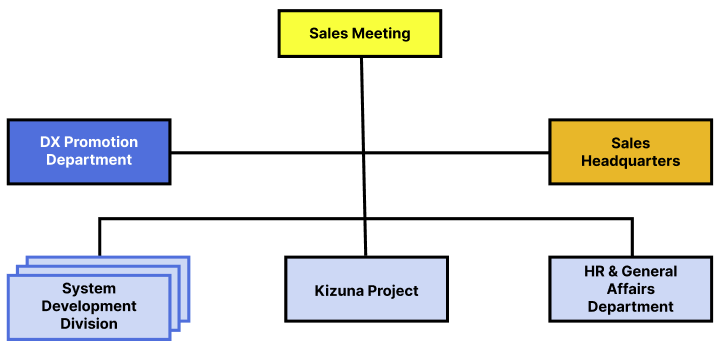 Sales Meeting
DX Promotion
Department
Sales
Headquarters
System
Development
Division
Kizuna Project
HR & General
Affairs
Department